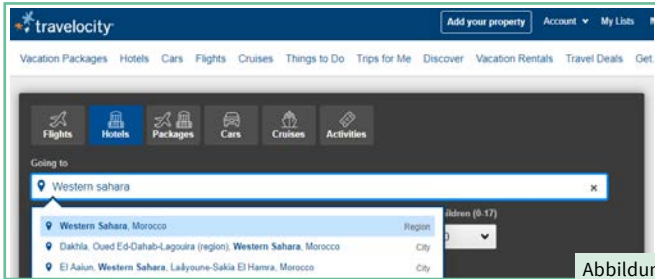 travelocity
Add your property Account My Lists
Vacation Packages Hotels Cars Flights Cruises Things to Do Trips for Me Discover Vacation Rentals Travel Deals Get
Flights Hotels Packages Cars Cruises Activities
Going to
Western sahara ×
Western Sahara, Morocco Region
Dakhla, Oued Ed-Dahab-Lagouira (region), Western Sahara, Morocco City
El Aaiun, Western Sahara, Laâyoune-Sakia El Hamra, Morocco City
(0-17)